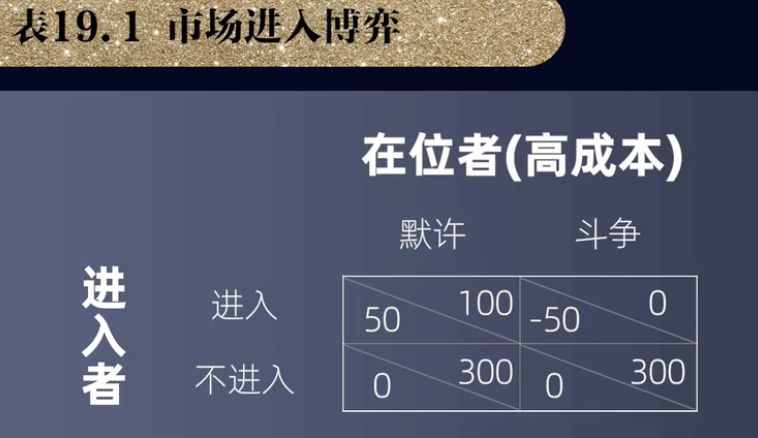 表19.1 市场进入博弈
在位者(高成本)
默许 斗争
进入者
进入 50 100 -50 0
不进入 0 300 0 300